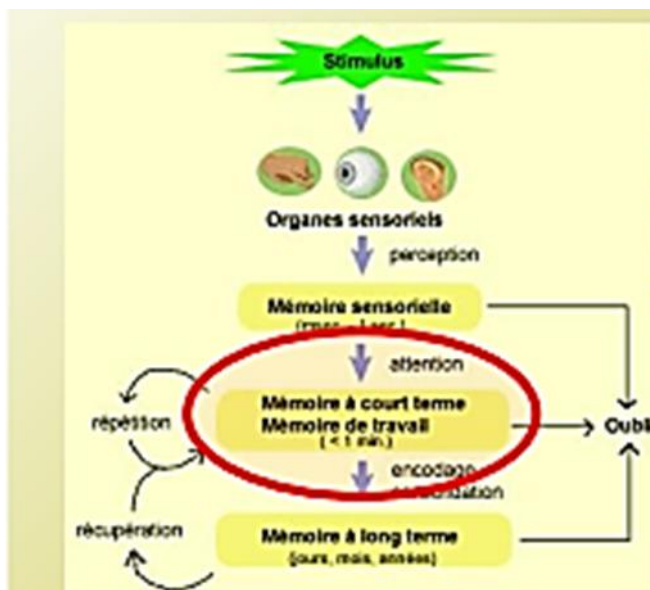 Stimulus
Organes sensoriels
perception
Mémoire sensorielle
attention
Mémoire à court terme
répétition
Mémoire de travail
Oubli
( < 1 min.)
encodage
récupération
Mémoire à long terme
(jours, mois, années)